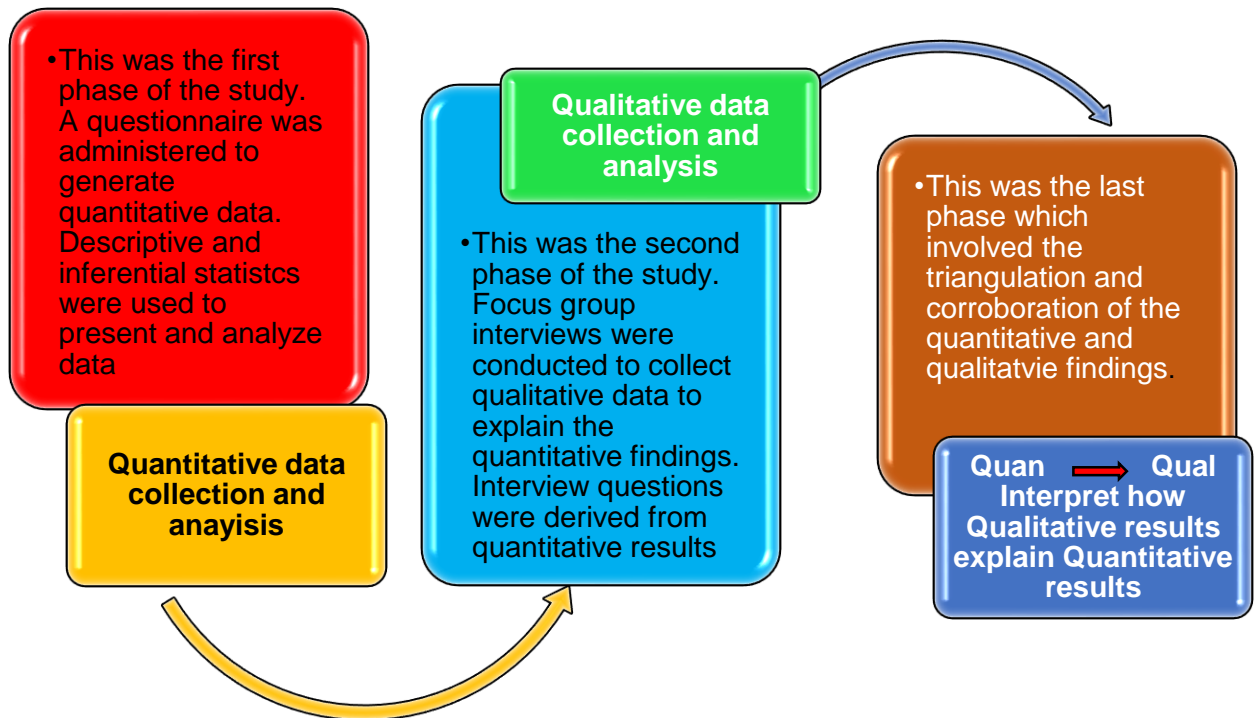 •This was the first
phase of the study.
A questionnaire was
administered to
generate
quantitative data.
Descriptive and
inferential statistcs
were used to
present and analyze
data
Quantitative data
collection and
anayisis
Qualitative data
collection and
analysis
•This was the second
phase of the study.
Focus group
interviews were
conducted to collect
qualitative data to
explain the
quantitative findings.
Interview questions
were derived from
quantitative results
•This was the last
phase which
involved the
triangulation and
corroboration of the
quantitative and
qualitatvie findings.
Quan Qual
Interpret how
Qualitative results
explain Quantitative
results